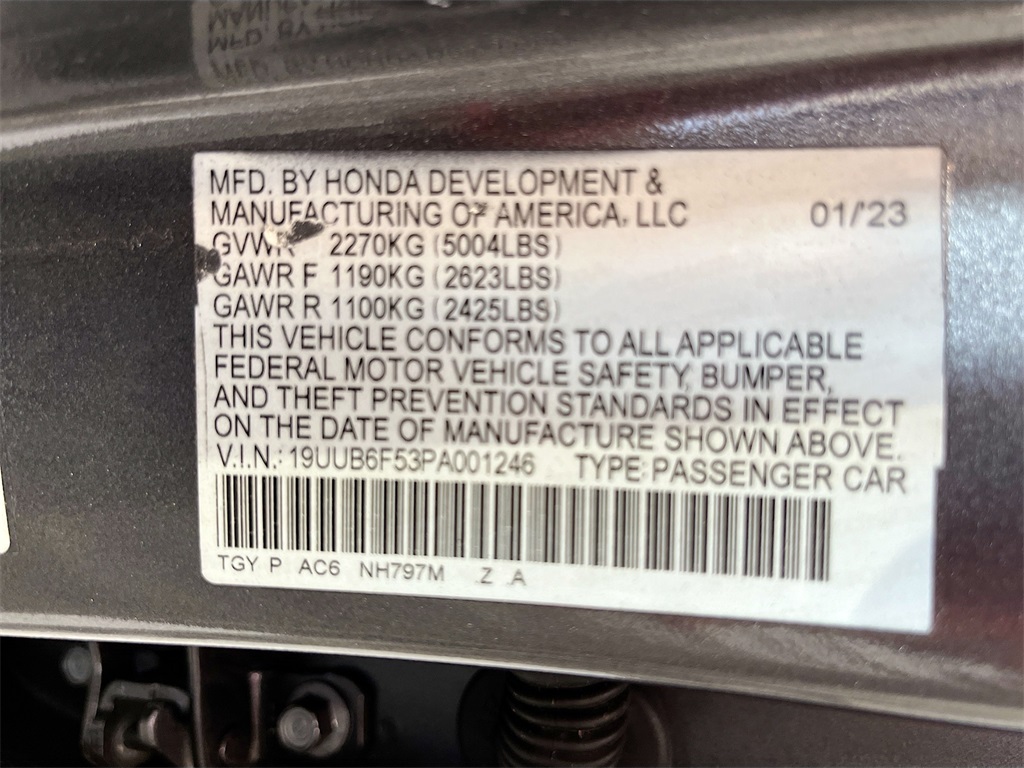 MFD. BY HONDA DEVELOPMENT &
MANUFACTURING OF AMERICA, LLC 01/'23
GVWR 2270KG (5004LBS)
GAWR F 1190KG (2623LBS)
GAWR R 1100KG (2425LBS)
THIS VEHICLE CONFORMS TO ALL APPLICABLE
FEDERAL MOTOR VEHICLE SAFETY, BUMPER,
AND THEFT PREVENTION STANDARDS IN EFFECT
ON THE DATE OF MANUFACTURE SHOWN ABOVE.
V.I.N.: 19UUB6F53PA001246 TYPE: PASSENGER CAR
TGY P AC6 NH797M Z A